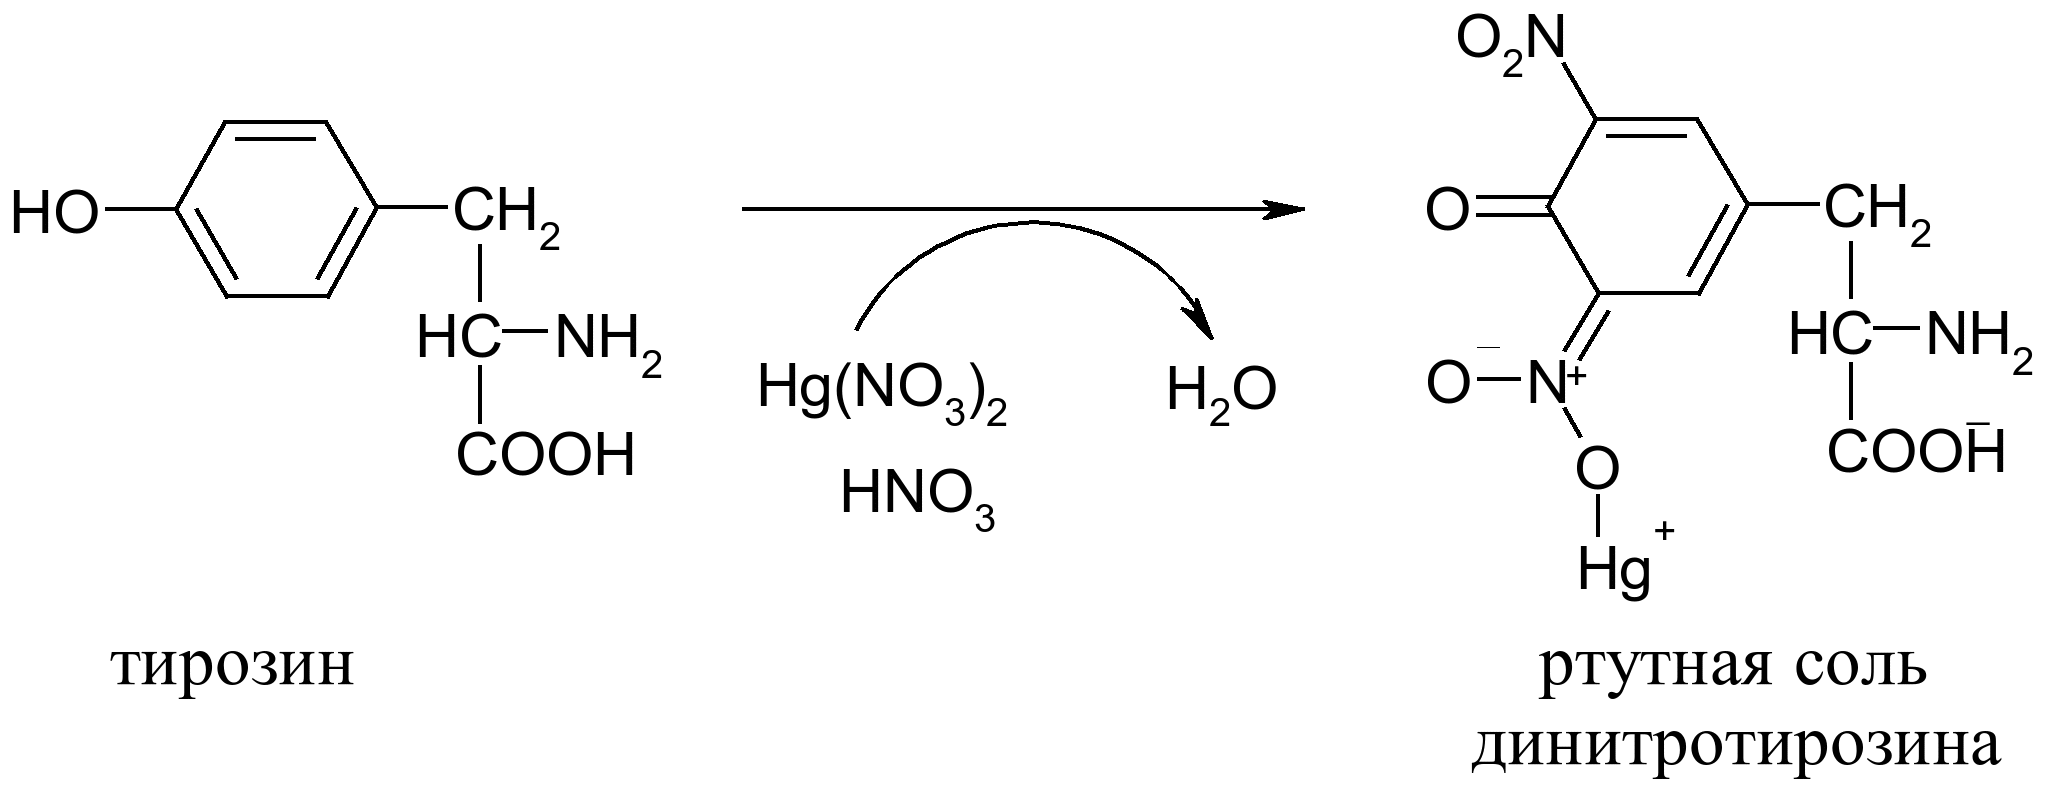 O₂N
HO
CH₂
O
CH₂
HC
NH₂
HC
NH₂
Hg(NO₃)₂
H₂O
O
−
N
+
COOH
COOH
−
HNO₃
O
Hg
+
тирозин
ртутная соль
динитротирозина